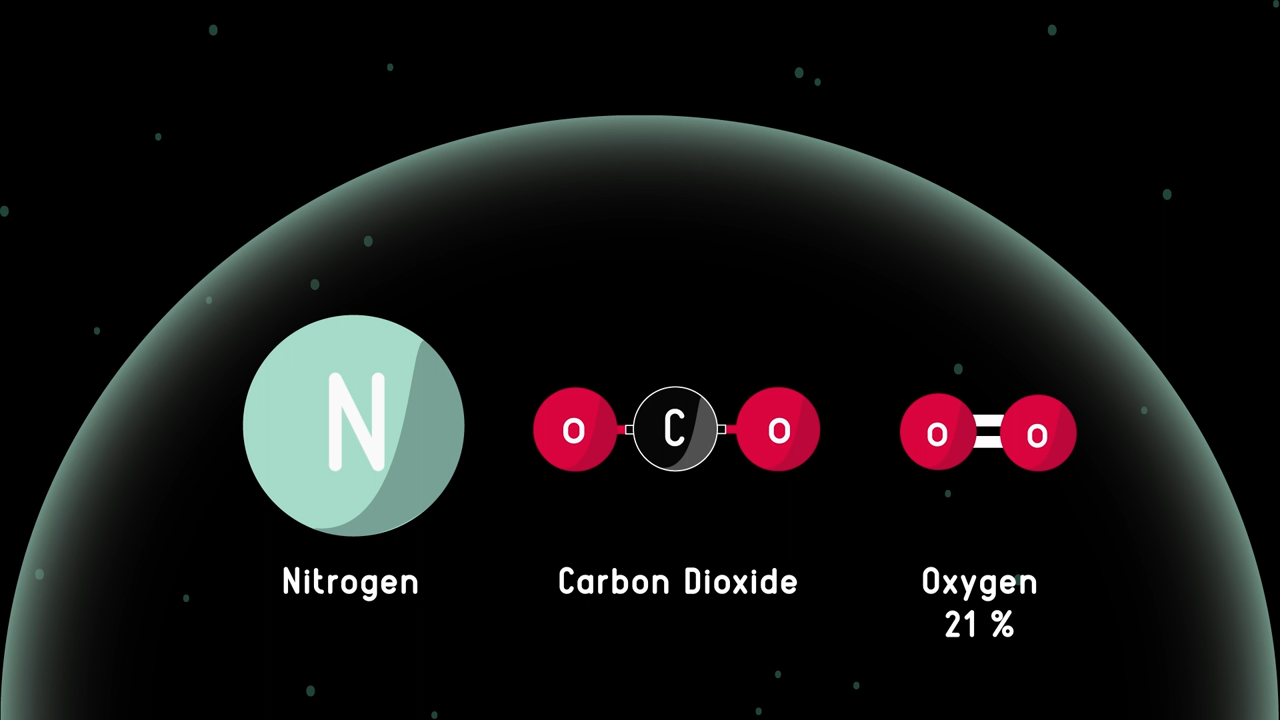 N
O C O
O O
Nitrogen
Carbon Dioxide
Oxygen
21 %